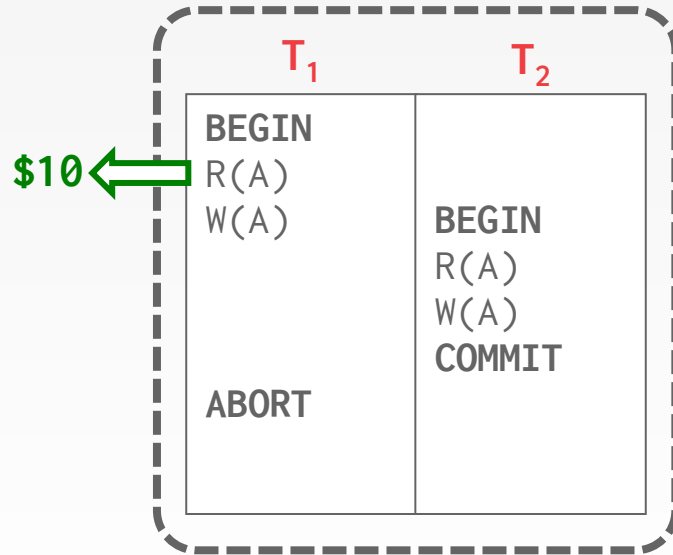 T₁ T₂
BEGIN
$10 R(A)
W(A) BEGIN
R(A)
W(A)
COMMIT
ABORT